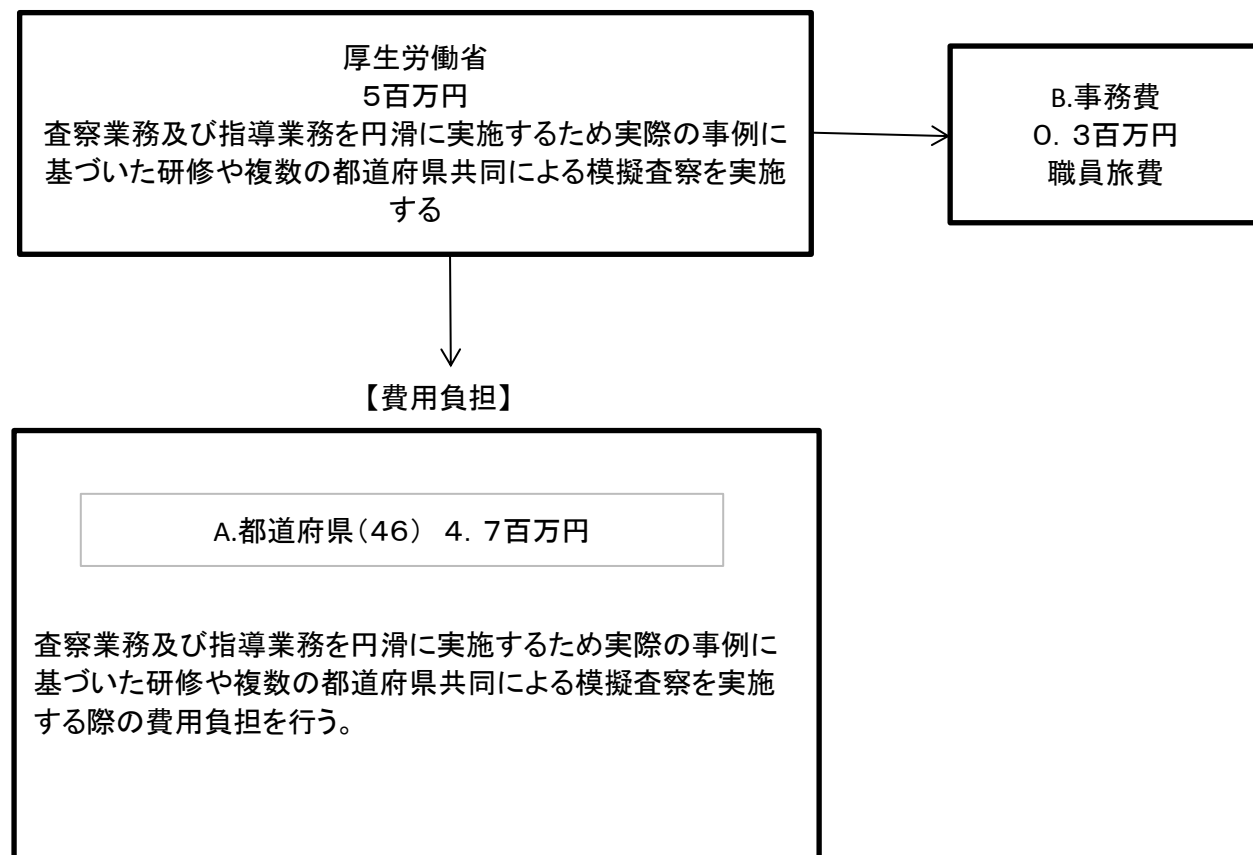 厚生労働省
５百万円
査察業務及び指導業務を円滑に実施するため実際の事例に
基づいた研修や複数の都道府県共同による模擬査察を実施
する
B.事務費
０．３百万円
職員旅費
【費用負担】
A.都道府県（４６）　４．７百万円
査察業務及び指導業務を円滑に実施するため実際の事例に
基づいた研修や複数の都道府県共同による模擬査察を実施
する際の費用負担を行う。